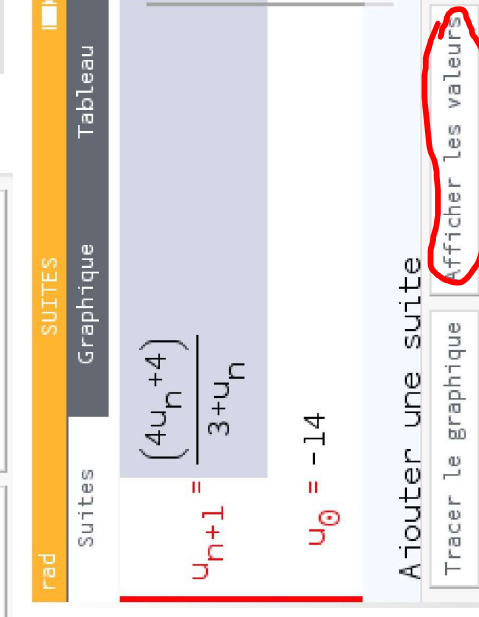 rad SUITES
Suites Graphique Tableau
uₙ₊₁ = (4uₙ+4)/(3+uₙ)
u₀ = -14
Ajouter une suite
Tracer le graphique Afficher les valeurs